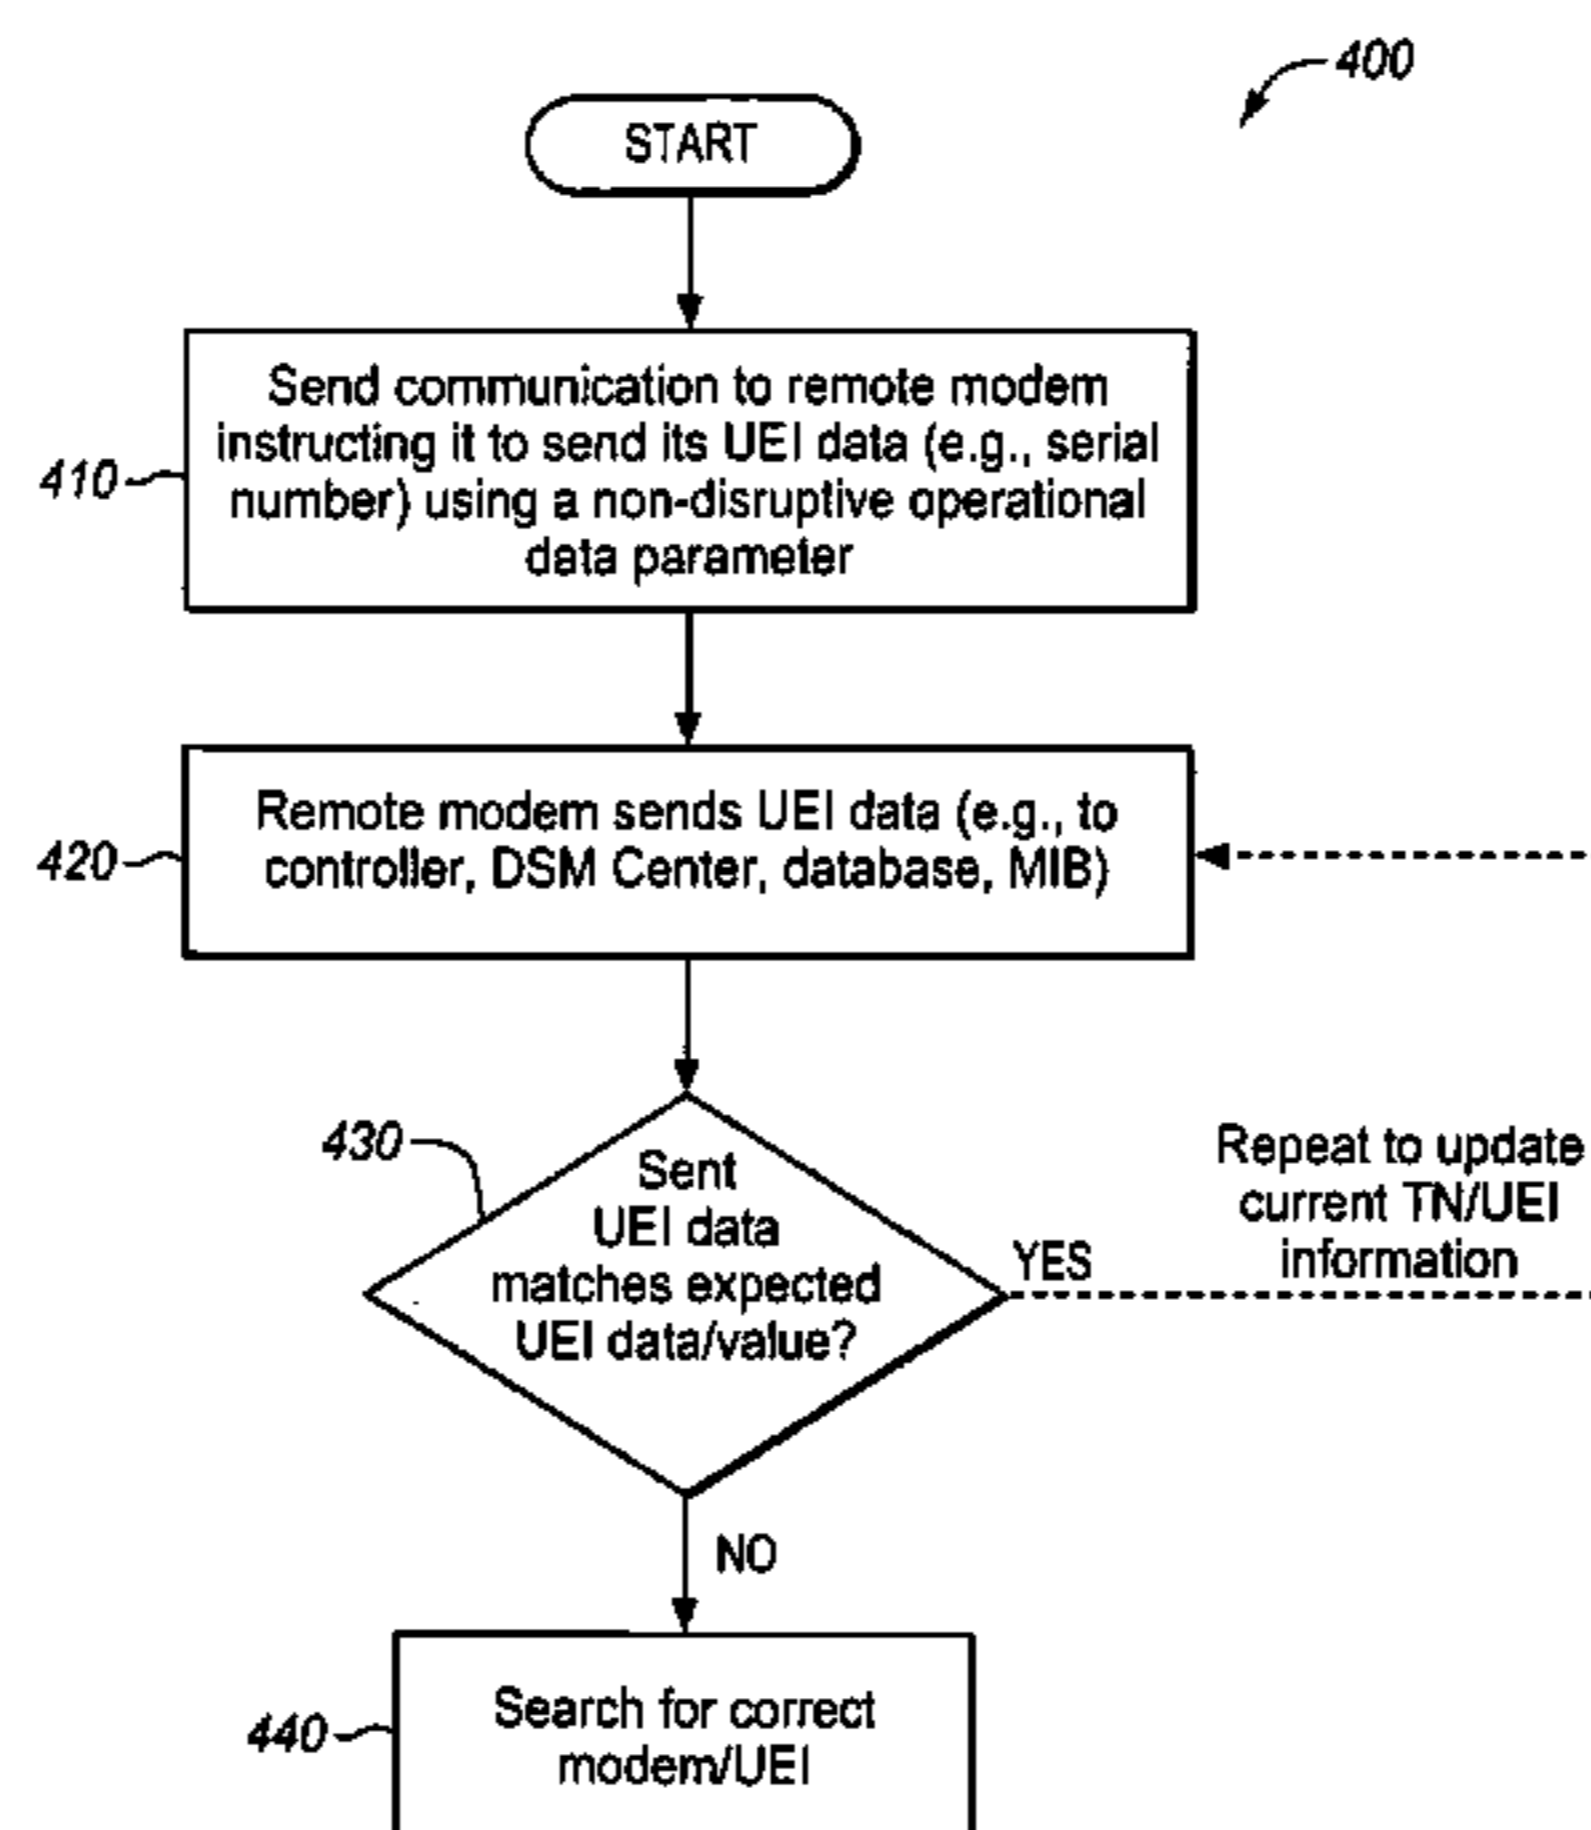 400
START
Send communication to remote modem
instructing it to send its UEI data (e.g., serial
number) using a non-disruptive operational
data parameter
410
Remote modem sends UEI data (e.g., to
controller, DSM Center, database, MIB)
420
430
Sent
UEI data
matches expected
UEI data/value?
YES
Repeat to update
current TN/UEI
information
NO
Search for correct
modem/UEI
440